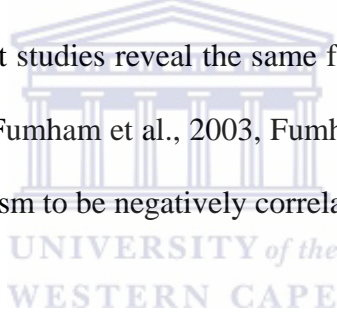 t studies reveal the same f
Fumham et al., 2003, Fumh
sm to be negatively correla
UNIVERSITY of the
WESTERN CAPE